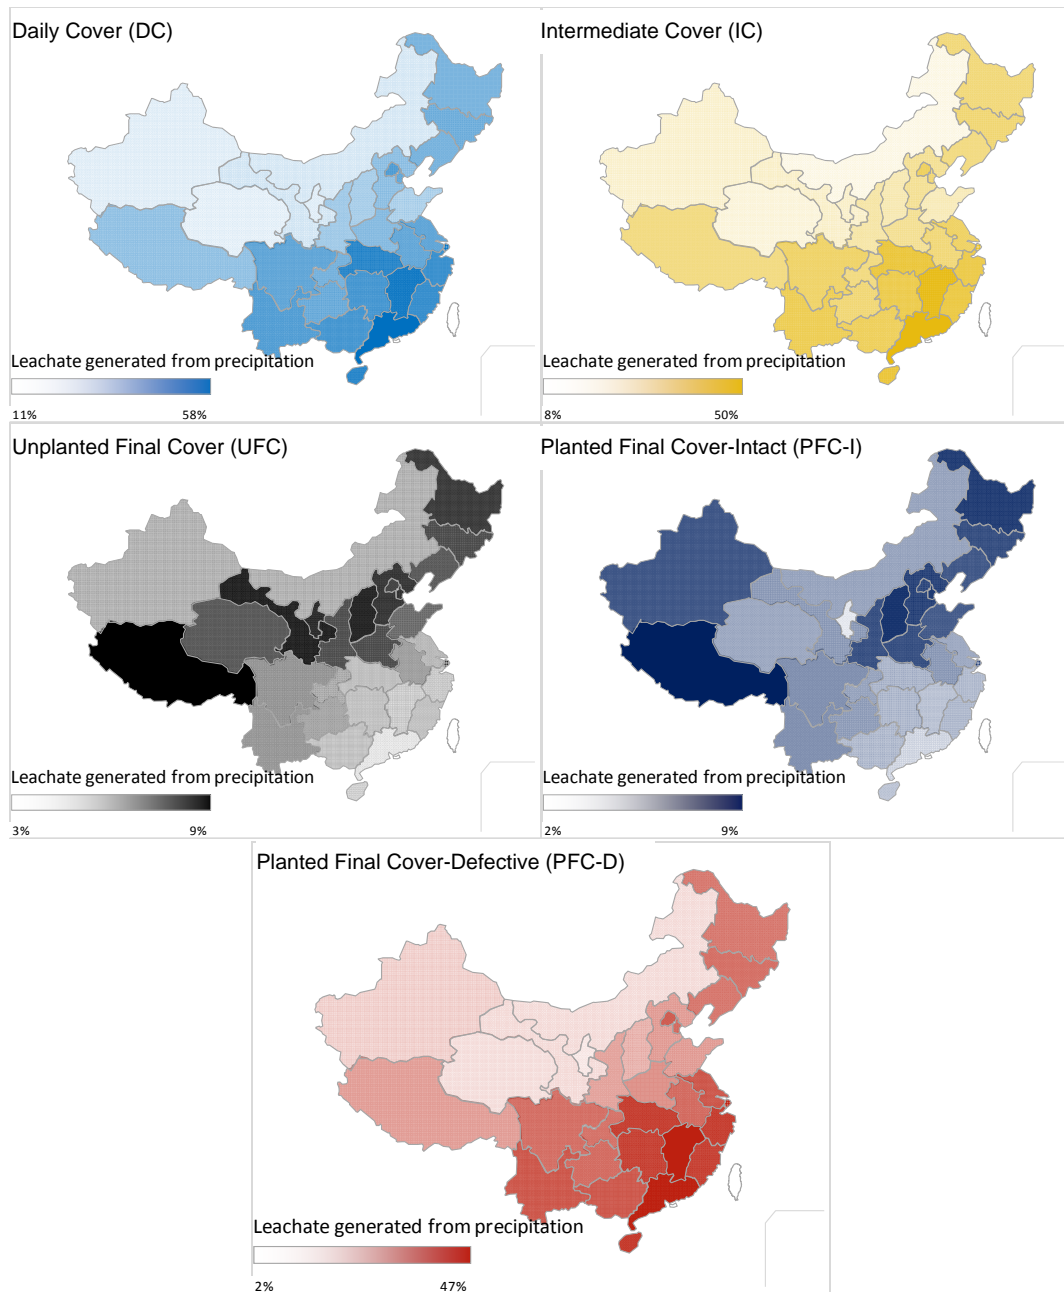 Daily Cover (DC)
Intermediate Cover (IC)
Leachate generated from precipitation
11% 58%
Leachate generated from precipitation
8% 50%
Unplanted Final Cover (UFC)
Planted Final Cover-Intact (PFC-I)
Leachate generated from precipitation
3% 9%
Leachate generated from precipitation
2% 9%
Planted Final Cover-Defective (PFC-D)
Leachate generated from precipitation
2% 47%